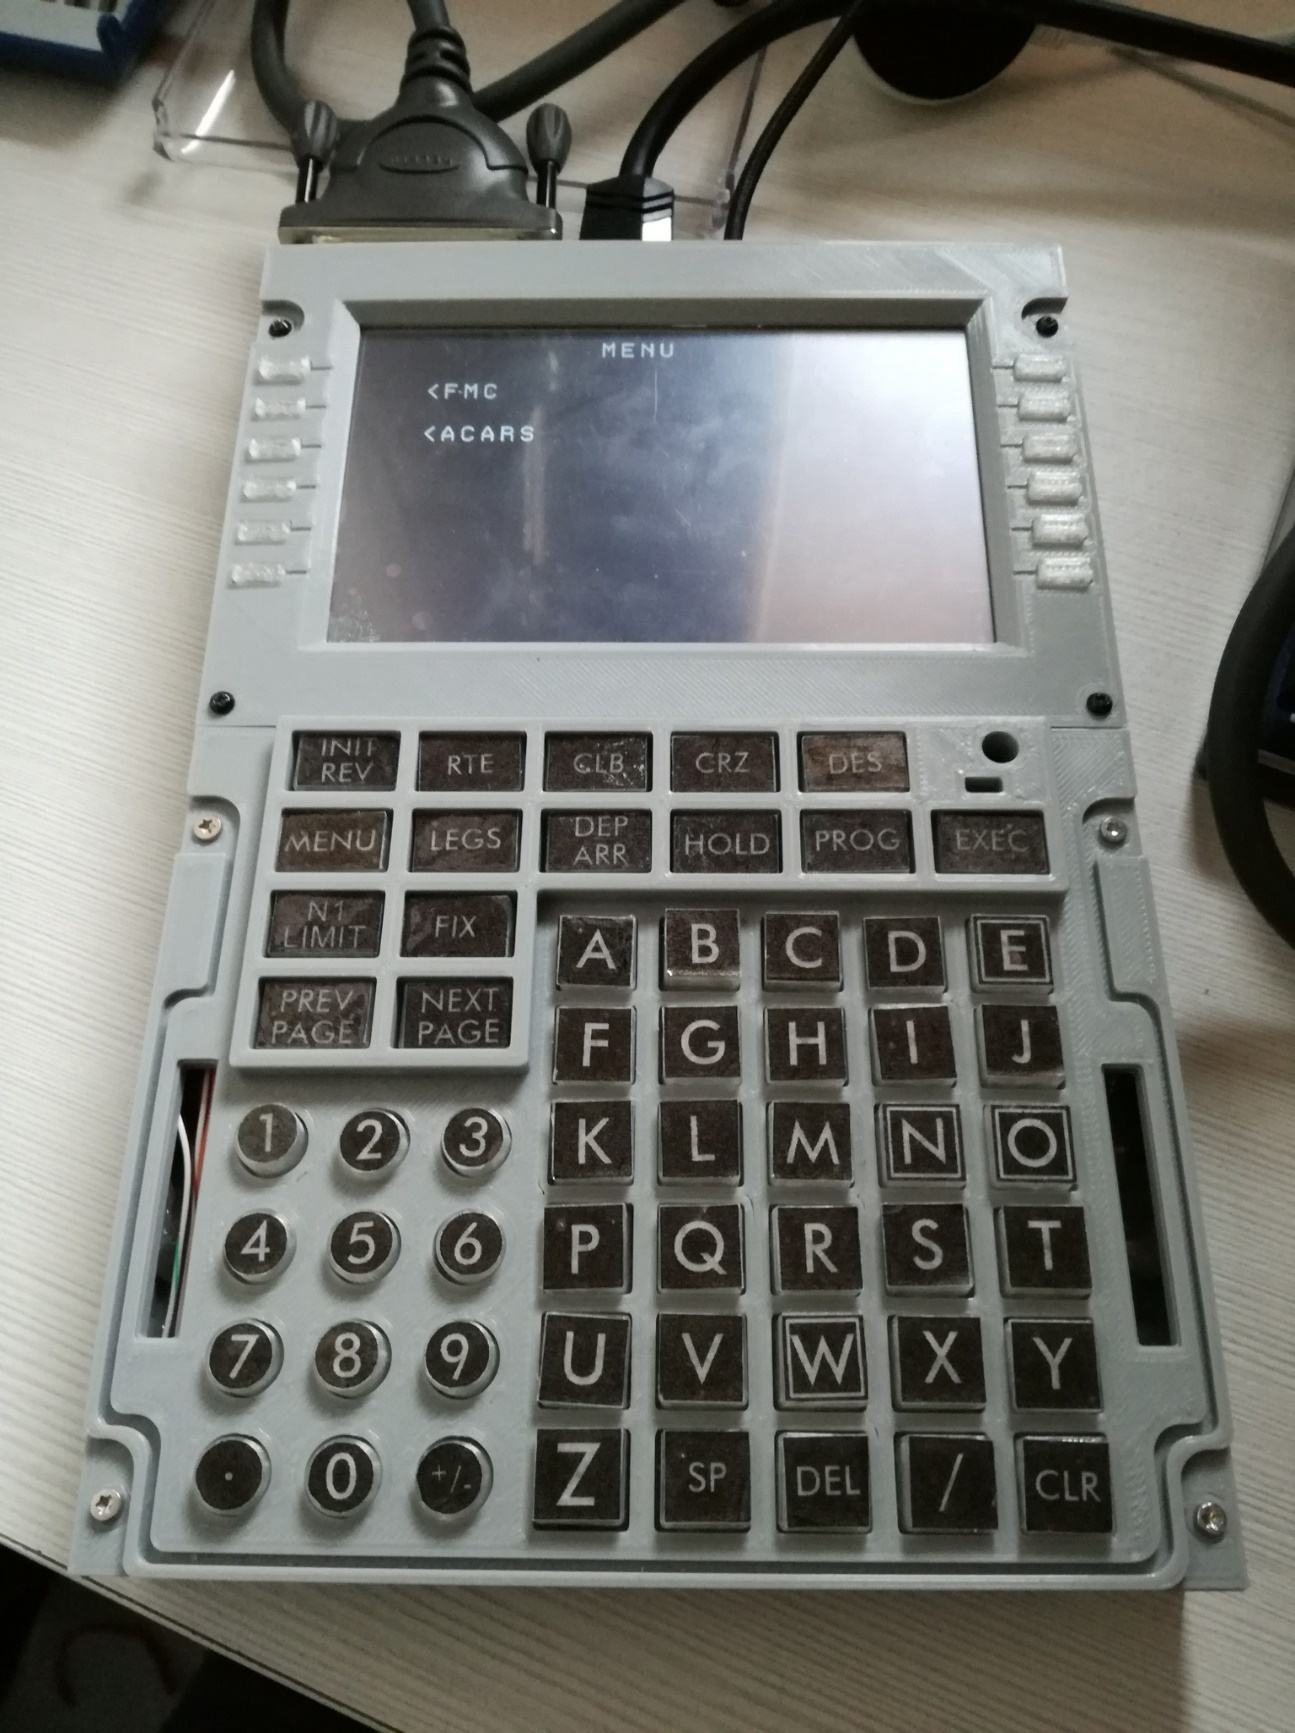 MENU
<FMC
<ACARS
INIT
REV
RTE
CLB
CRZ
DES
MENU
LEGS
DEP
ARR
HOLD
PROG
EXEC
N1
LIMIT
FIX
PREV
PAGE
NEXT
PAGE
A B C D E
F G H I J
K L M N O
P Q R S T
U V W X Y
Z SP DEL / CLR
1 2 3
4 5 6
7 8 9
. 0 +/-